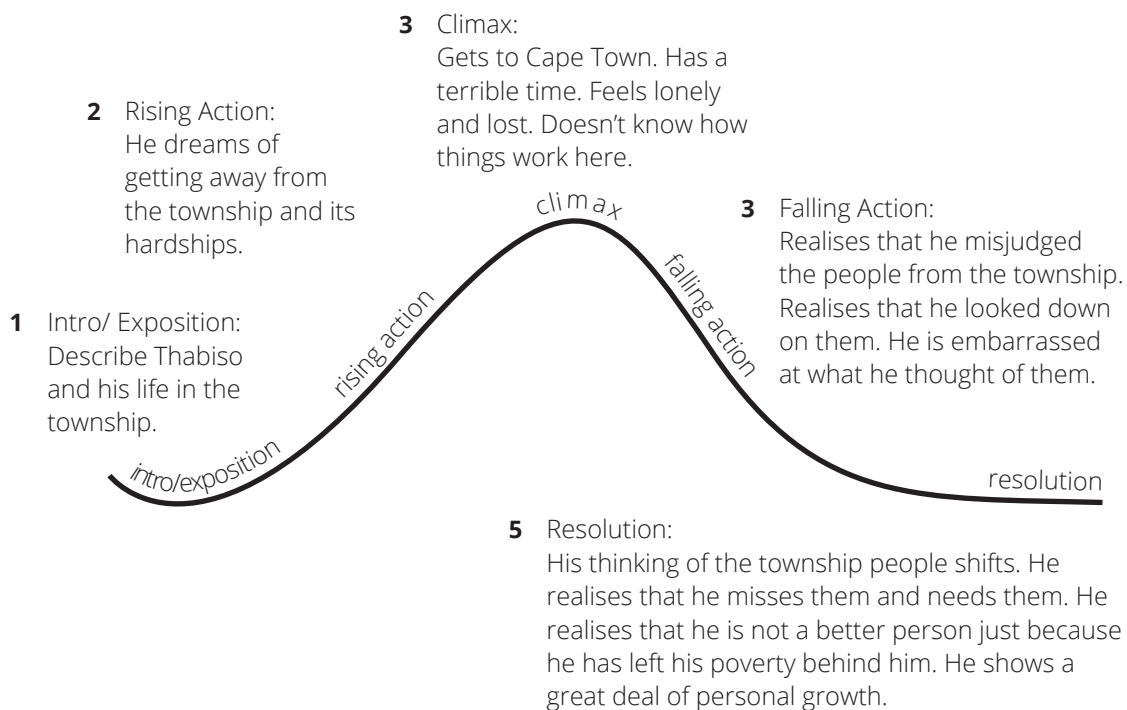 1 Intro/ Exposition:
Describe Thabiso
and his life in the
township.
2 Rising Action:
He dreams of
getting away from
the township and its
hardships.
3 Climax:
Gets to Cape Town. Has a
terrible time. Feels lonely
and lost. Doesn’t know how
things work here.
3 Falling Action:
Realises that he misjudged
the people from the township.
Realises that he looked down
on them. He is embarrassed
at what he thought of them.
5 Resolution:
His thinking of the township people shifts. He
realises that he misses them and needs them. He
realises that he is not a better person just because
he has left his poverty behind him. He shows a
great deal of personal growth.
intro/exposition
rising action
climax
falling action
resolution